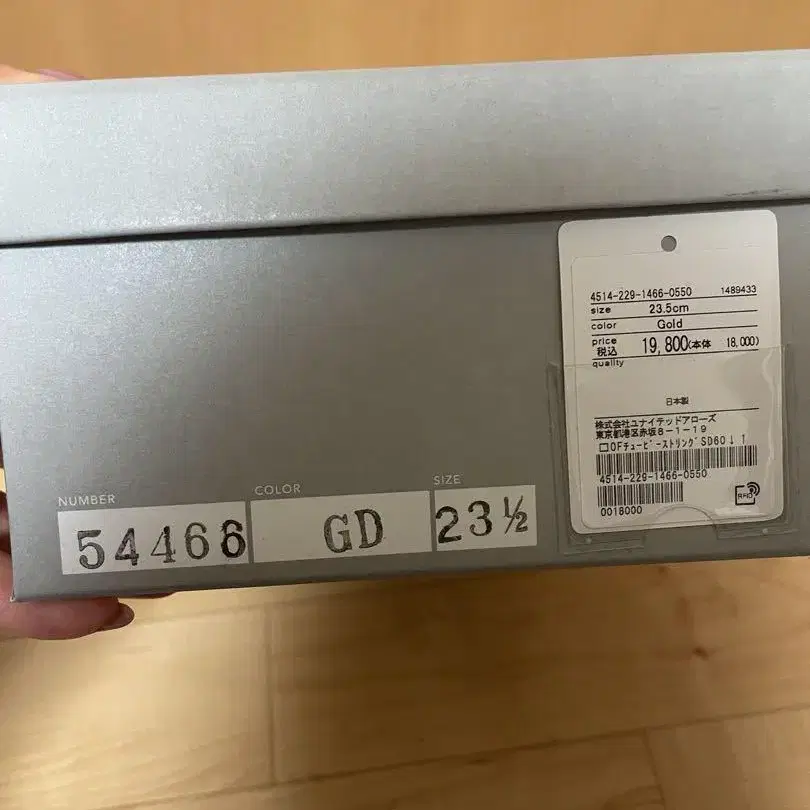 4514-229-1466-0550 1489433
size 23.5cm
color Gold
price 税込 19,800(本体 18,000)
quality
日本製
株式会社ユナイテッドアローズ
東京都港区赤坂8-1-19
□OFチュービーストリングSD60↓ 1
4514-229-1466-0550
RFID
0018000
NUMBER COLOR SIZE
54466 GD 23½